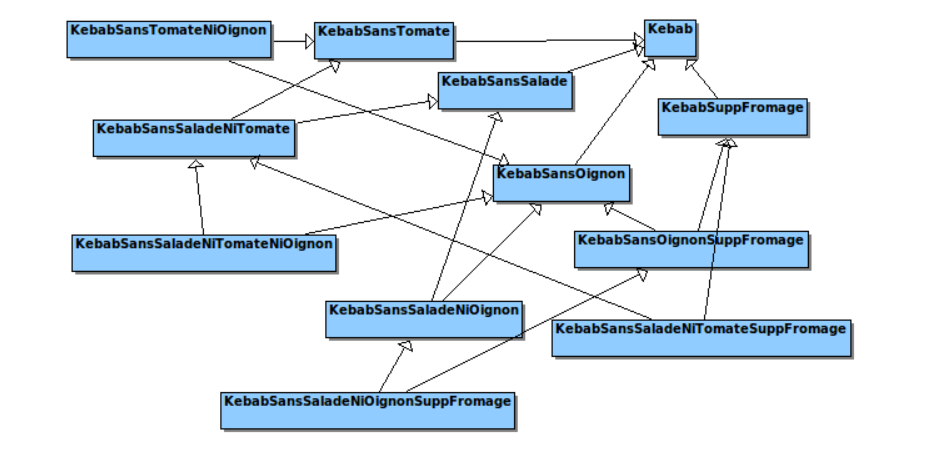 KebabSansTomateNiOignon
KebabSansTomate
Kebab
KebabSansSalade
KebabSuppFromage
KebabSansSaladeNiTomate
KebabSansOignon
KebabSansSaladeNiTomateNiOignon
KebabSansOignonSuppFromage
KebabSansSaladeNiOignon
KebabSansSaladeNiTomateSuppFromage
KebabSansSaladeNiOignonSuppFromage